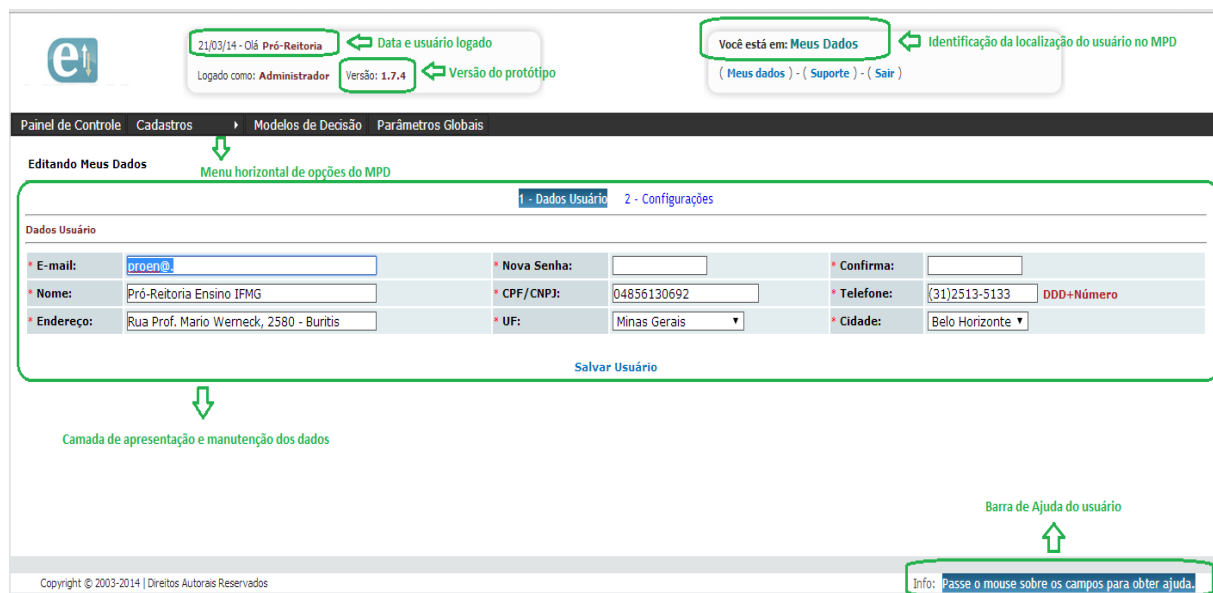 21/03/14 - Olá Pró-Reitoria
Data e usuário logado
Você está em: Meus Dados
Identificação da localização do usuário no MPD
Logado como: Administrador
Versão: 1.7.4
Versão do protótipo
( Meus dados ) - ( Suporte ) - ( Sair )
Painel de Controle Cadastros Modelos de Decisão Parâmetros Globais
Editando Meus Dados
Menu horizontal de opções do MPD
1 - Dados Usuário 2 - Configurações
Dados Usuário
* E-mail: proen@. * Nova Senha: * Confirma:
* Nome: Pró-Reitoria Ensino IFMG * CPF/CNPJ: 04856130692 * Telefone: (31)2513-5133 DDD+Número
* Endereço: Rua Prof. Mario Werneck, 2580 - Buritis * UF: Minas Gerais * Cidade: Belo Horizonte
Salvar Usuário
Camada de apresentação e manutenção dos dados
Barra de Ajuda do usuário
Copyright © 2003-2014 | Direitos Autorais Reservados
Info: Passe o mouse sobre os campos para obter ajuda.